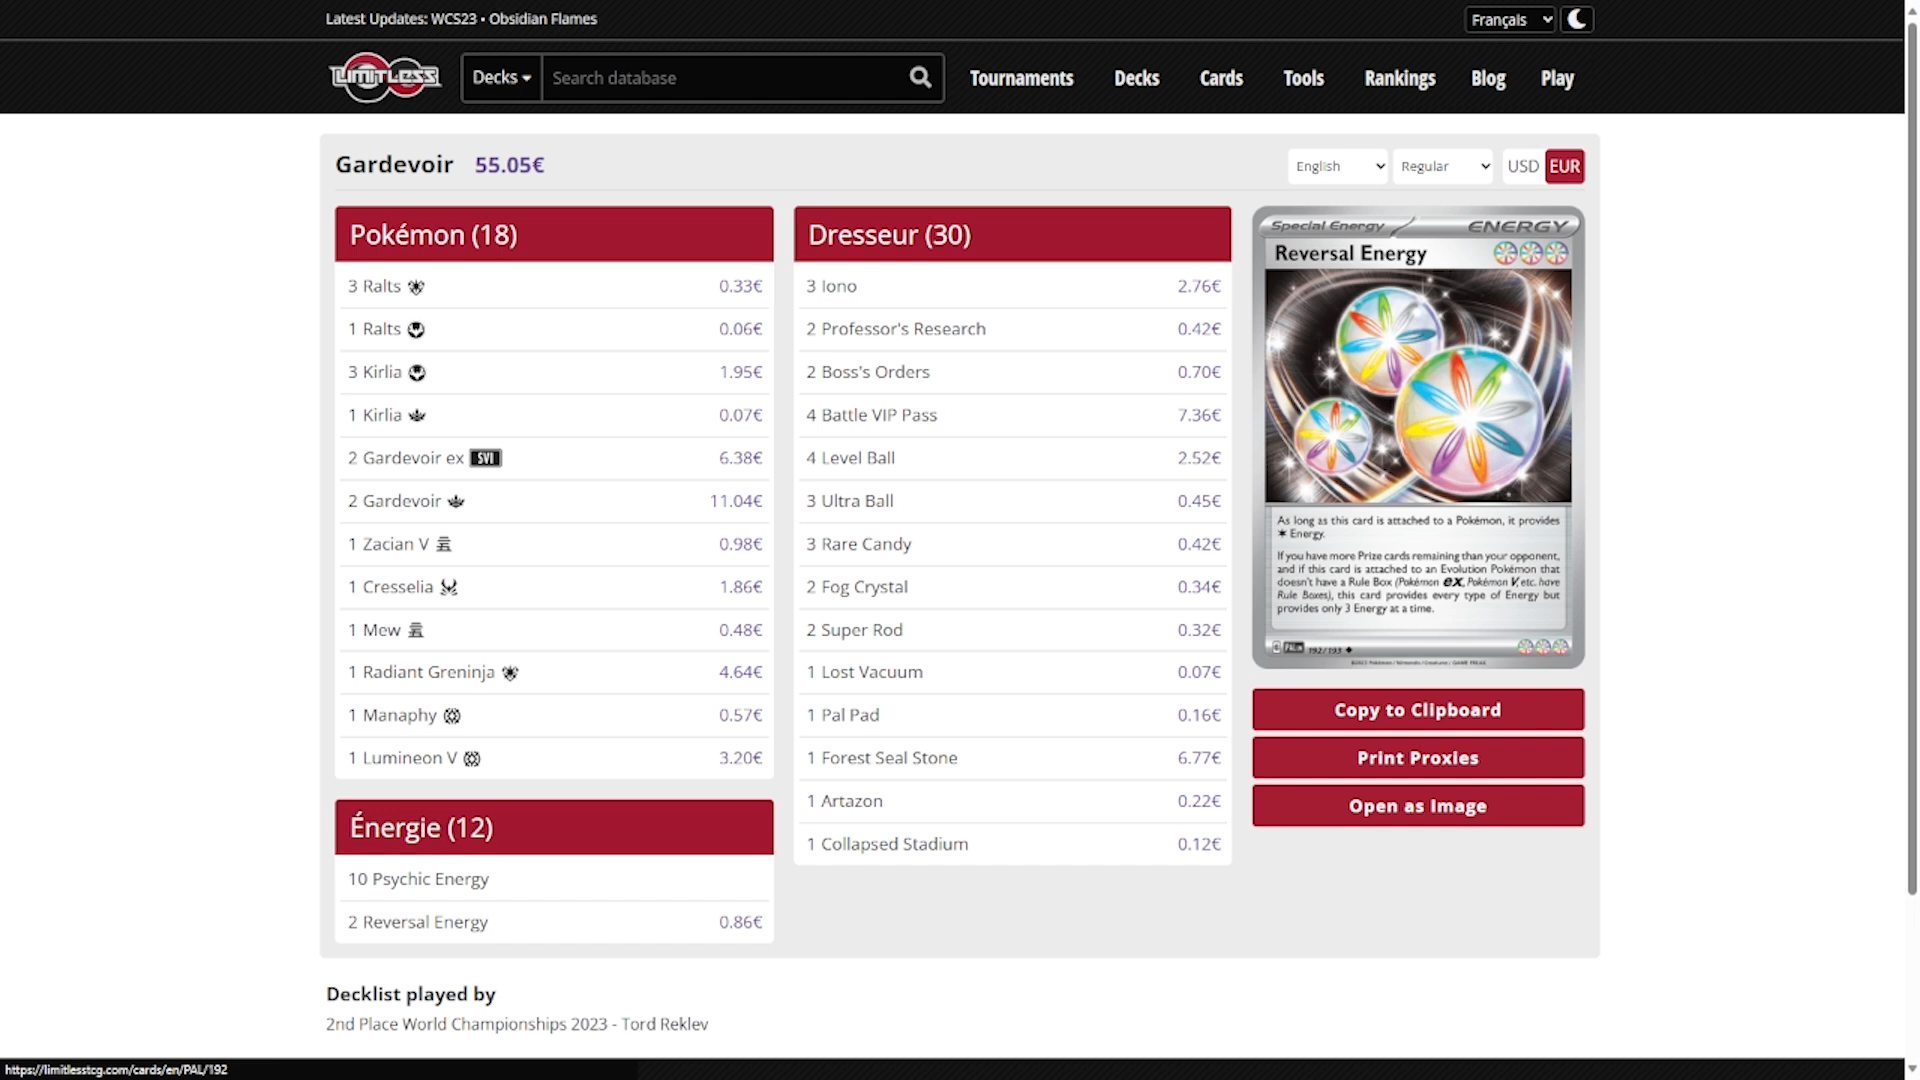 Latest Updates: WCS23 • Obsidian Flames
Français
LIMITLESS
Decks
Search database
Tournaments
Decks
Cards
Tools
Rankings
Blog
Play
Gardevoir 55.05€
English
Regular
USD
EUR
Pokémon (18)
3 Ralts 0.33€
1 Ralts 0.06€
3 Kirlia 1.95€
1 Kirlia 0.07€
2 Gardevoir ex SVI 6.38€
2 Gardevoir 11.04€
1 Zacian V 0.98€
1 Cresselia 1.86€
1 Mew 0.48€
1 Radiant Greninja 4.64€
1 Manaphy 0.57€
1 Lumineon V 3.20€
Énergie (12)
10 Psychic Energy
2 Reversal Energy 0.86€
Dresseur (30)
3 Iono 2.76€
2 Professor's Research 0.42€
2 Boss's Orders 0.70€
4 Battle VIP Pass 7.36€
4 Level Ball 2.52€
3 Ultra Ball 0.45€
3 Rare Candy 0.42€
2 Fog Crystal 0.34€
2 Super Rod 0.32€
1 Lost Vacuum 0.07€
1 Pal Pad 0.16€
1 Forest Seal Stone 6.77€
1 Artazon 0.22€
1 Collapsed Stadium 0.12€
Special Energy ENERGY
Reversal Energy
As long as this card is attached to a Pokémon, it provides
Energy.
If you have more Prize cards remaining than your opponent,
and if this card is attached to an Evolution Pokémon that
doesn't have a Rule Box (Pokémon ex, Pokémon V, etc. have
Rule Boxes), this card provides every type of Energy but
provides only 3 Energy at a time.
192/193
©2023 Pokémon / Nintendo / Creatures / GAME FREAK
Copy to Clipboard
Print Proxies
Open as Image
Decklist played by
2nd Place World Championships 2023 - Tord Reklev
https://limitlesstcg.com/cards/en/PAL/192